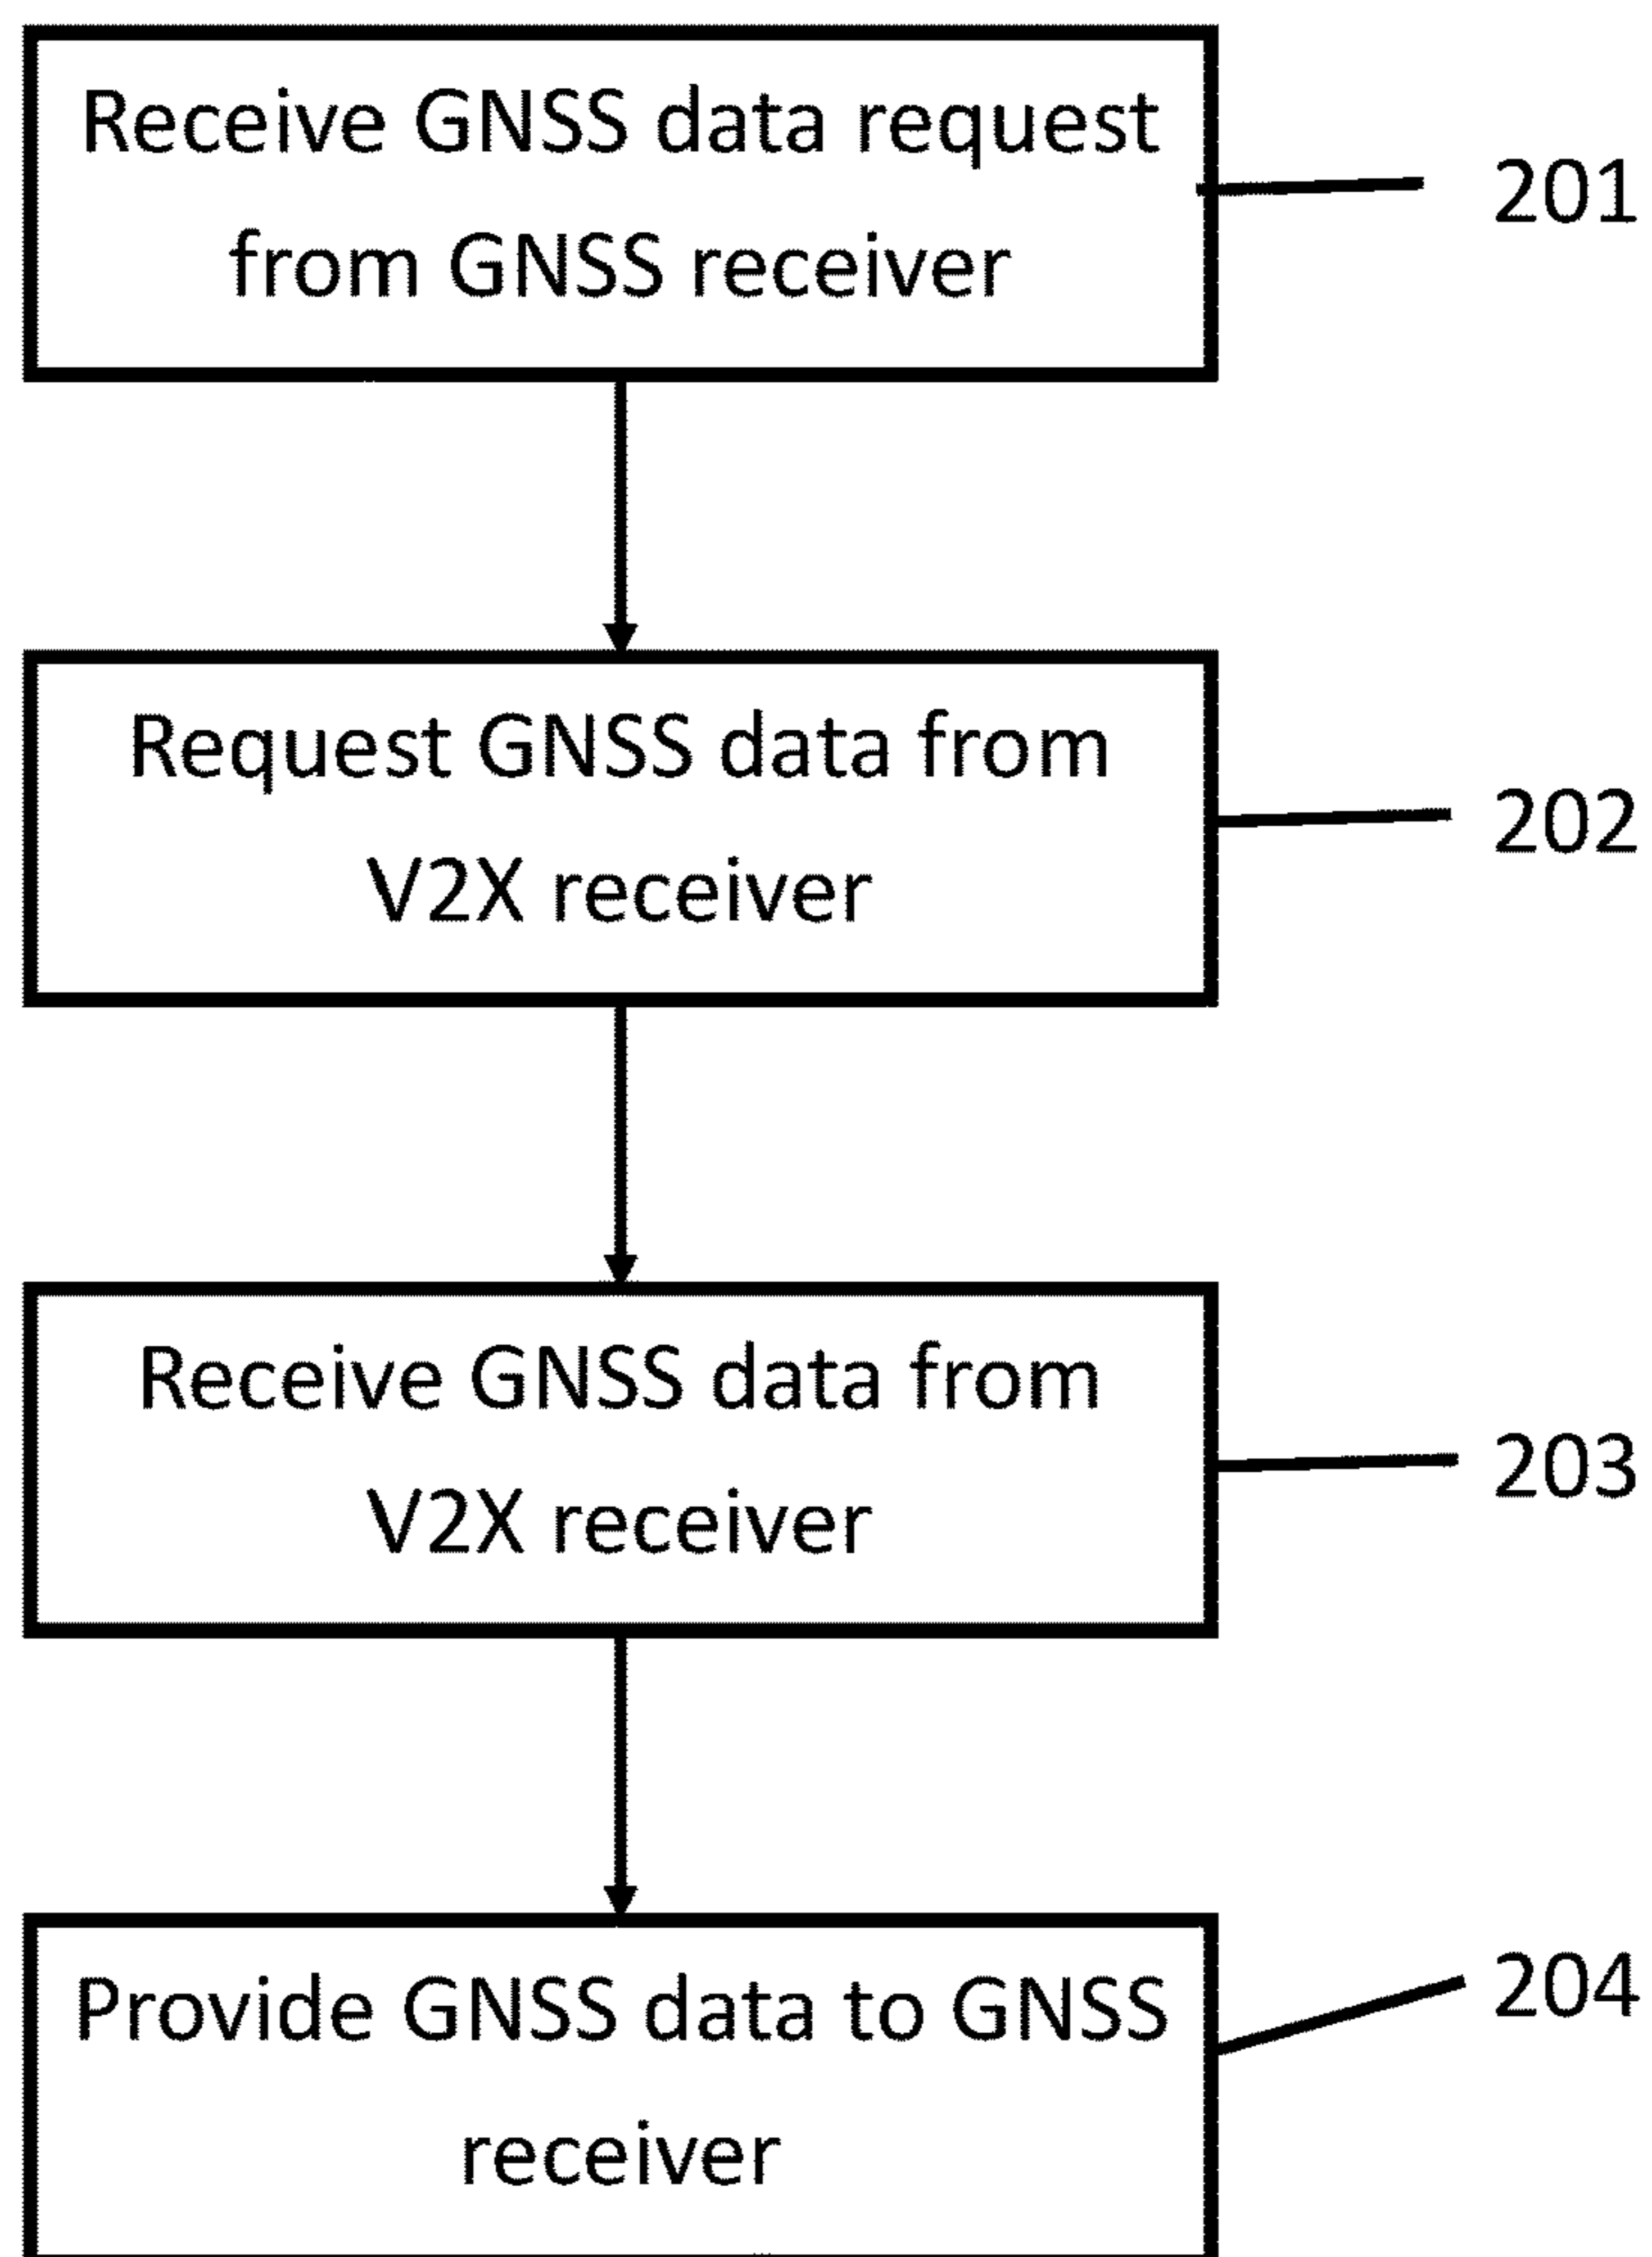 Receive GNSS data request
from GNSS receiver
201
Request GNSS data from
V2X receiver
202
Receive GNSS data from
V2X receiver
203
Provide GNSS data to GNSS
receiver
204